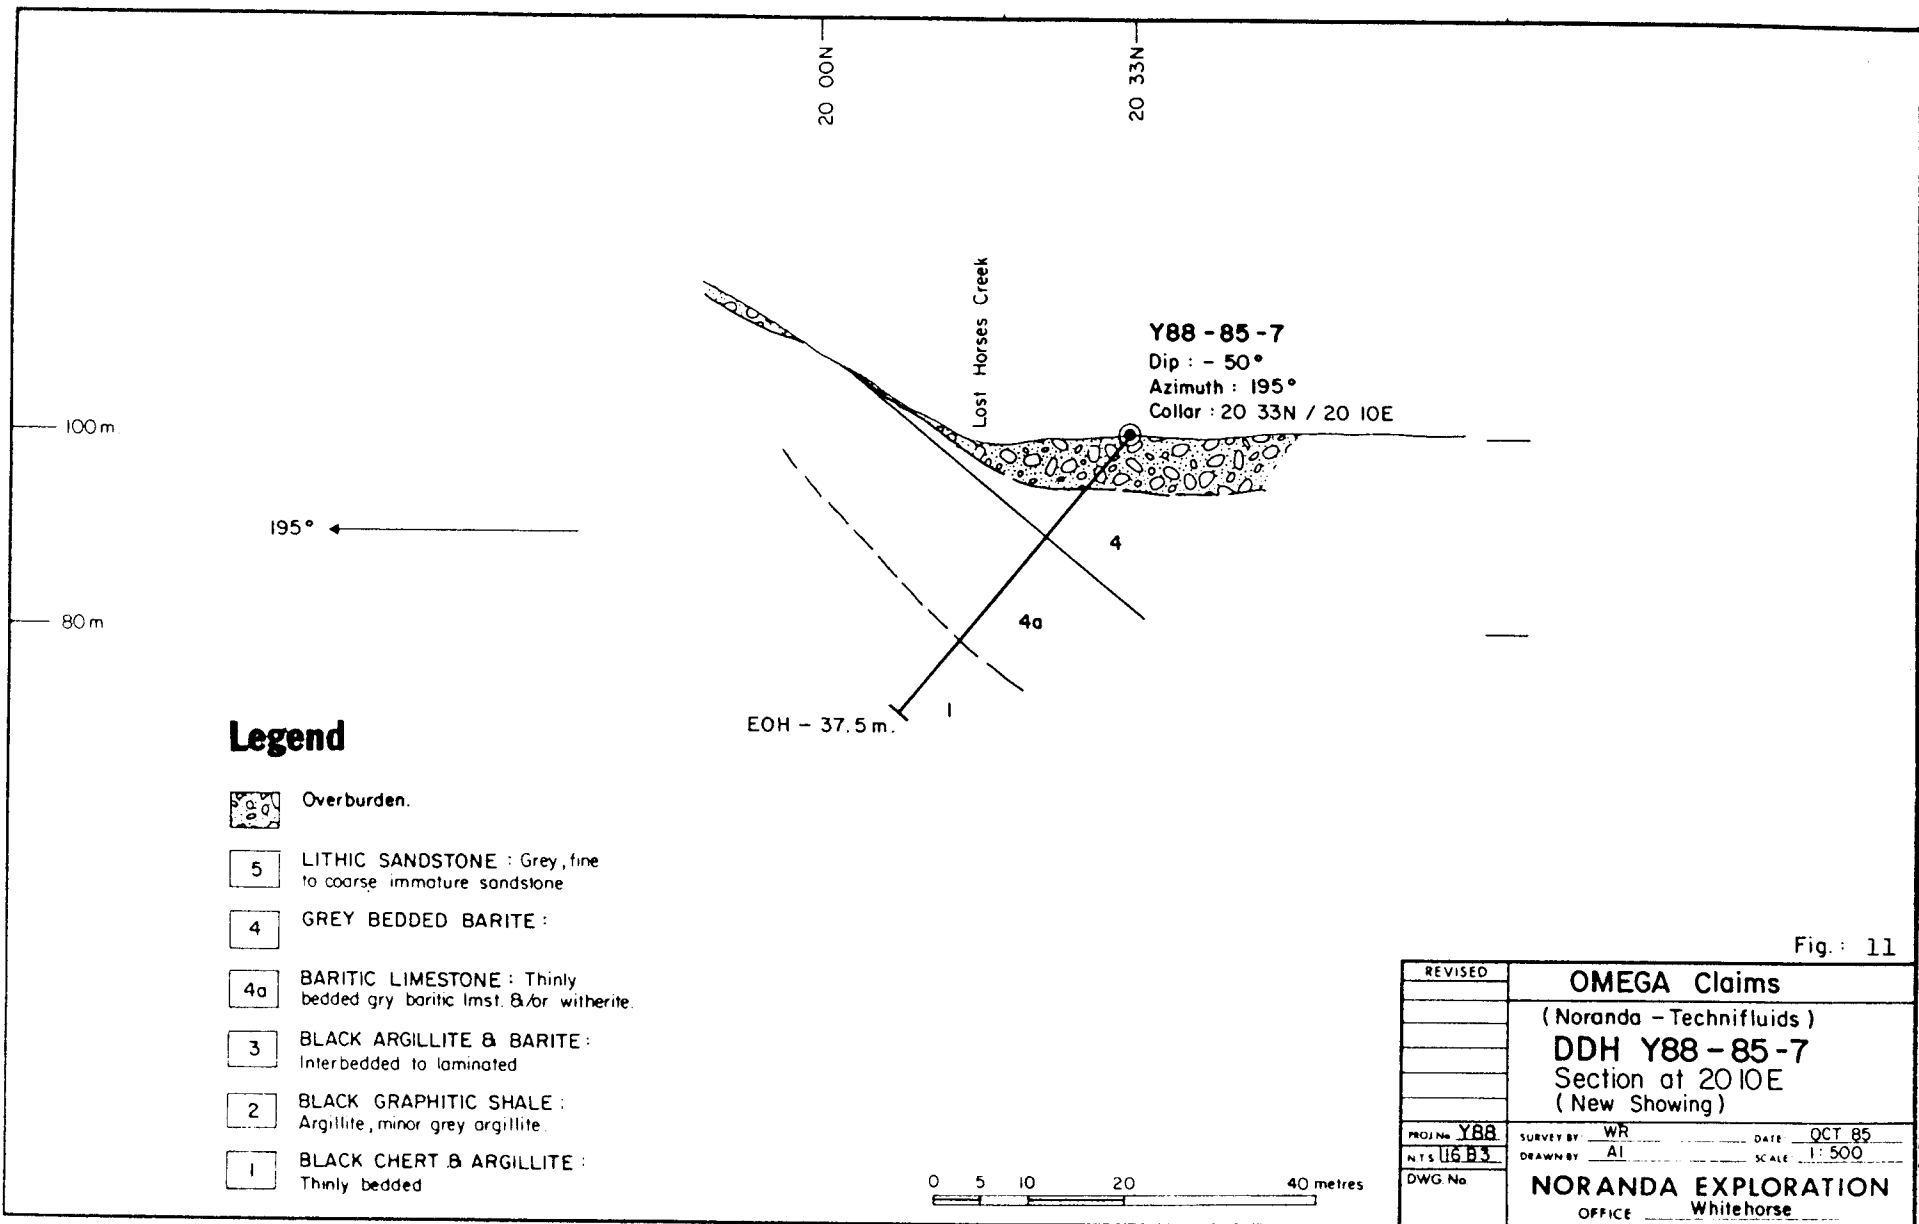 20 00N
20 33N
Lost Horses Creek
Y88-85-7
Dip : - 50°
Azimuth : 195°
Collar : 20 33N / 20 10E
100m.
195°
4
80m
4a
1
EOH - 37.5m.
Legend
Overburden.
5 LITHIC SANDSTONE : Grey, fine
to coarse immature sandstone
4 GREY BEDDED BARITE :
4a BARITIC LIMESTONE : Thinly
bedded gry baritic lmst. &/or witherite.
3 BLACK ARGILLITE & BARITE :
Interbedded to laminated
2 BLACK GRAPHITIC SHALE :
Argillite, minor grey argillite.
1 BLACK CHERT & ARGILLITE :
Thinly bedded
0 5 10 20 40 metres
Fig.: 11
REVISED
OMEGA Claims
(Noranda - Technifluids)
DDH Y88-85-7
Section at 2010E
(New Showing)
PROJ No. Y88
SURVEY BY: WR DATE: OCT 85
N.T.S. 116 B3
DRAWN BY: AI SCALE: 1:500
DWG. No.
NORANDA EXPLORATION
OFFICE Whitehorse